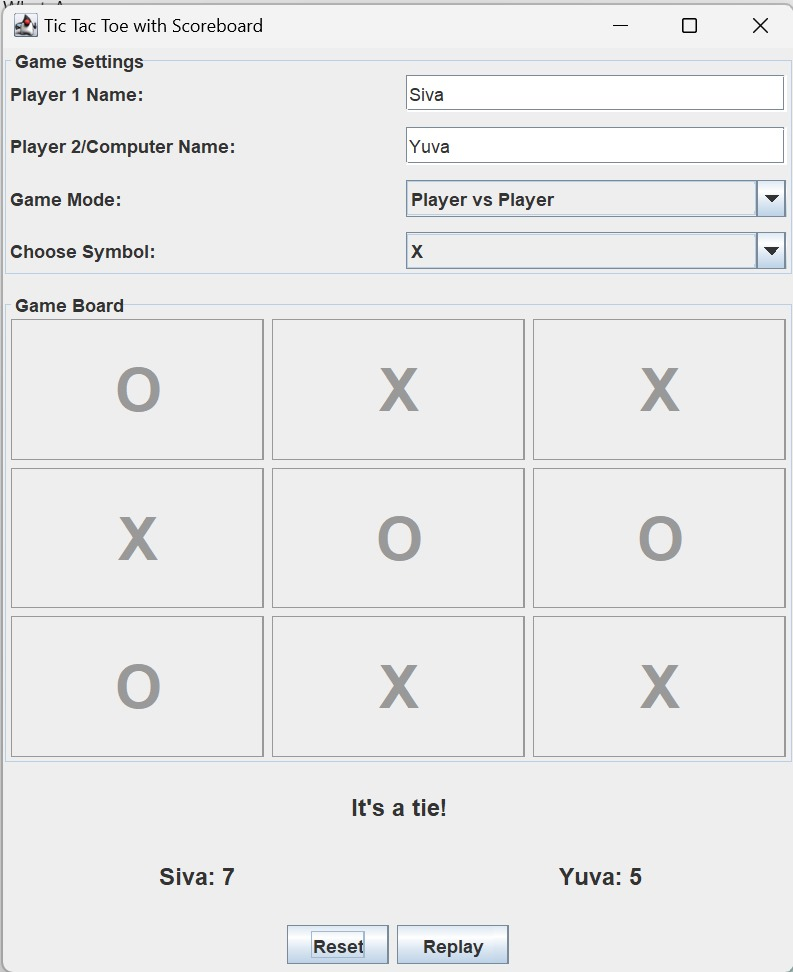 Tic Tac Toe with Scoreboard
Game Settings
Player 1 Name: Siva
Player 2/Computer Name: Yuva
Game Mode: Player vs Player
Choose Symbol: X
Game Board
O X X
X O O
O X X
It's a tie!
Siva: 7 Yuva: 5
Reset Replay